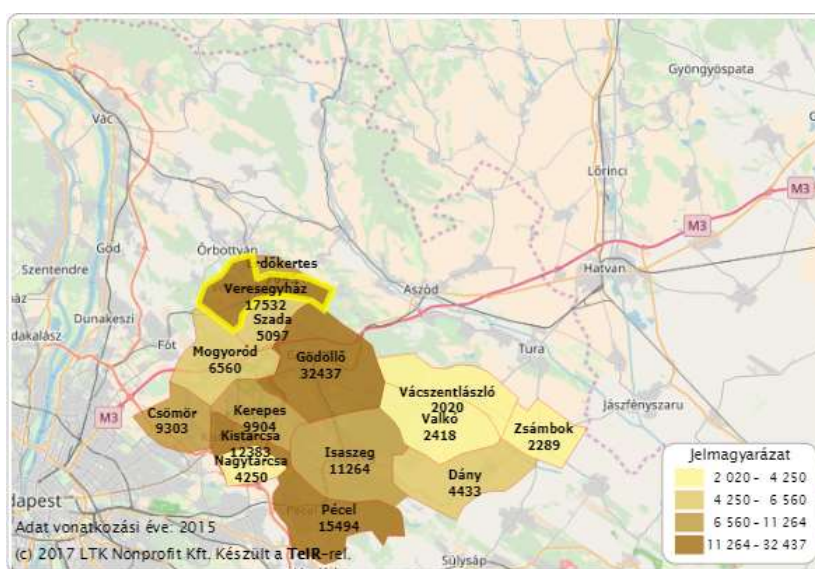 Gyöngyöspata
Vác
Lőrinci
M3
M3
Göd
Őrbottyán
Szentendre
Erdőkertes
Hatvan
Veresegyház
17532
Aszód
Dunakeszi
Szada
5097
dakalász
Fót
Mogyoród
6560
Gödöllő
32437
Tura
Vácszentlászló
2020
Jászfényszaru
M3
Csömör
9303
Kerepes
9904
Valkó
2418
Zsámbok
2289
Kistarcsa
12383
Isaszeg
11264
Nagytarcsa
4250
Dány
4433
Jelmagyarázat
2 020 - 4 250
4 250 - 6 560
6 560 - 11 264
11 264 - 32 437
dapest
Pécel
15494
Adat vonatkozási éve: 2015
(c) 2017 LTK Nonprofit Kft. Készült a TeIR-rel.
Sülysáp